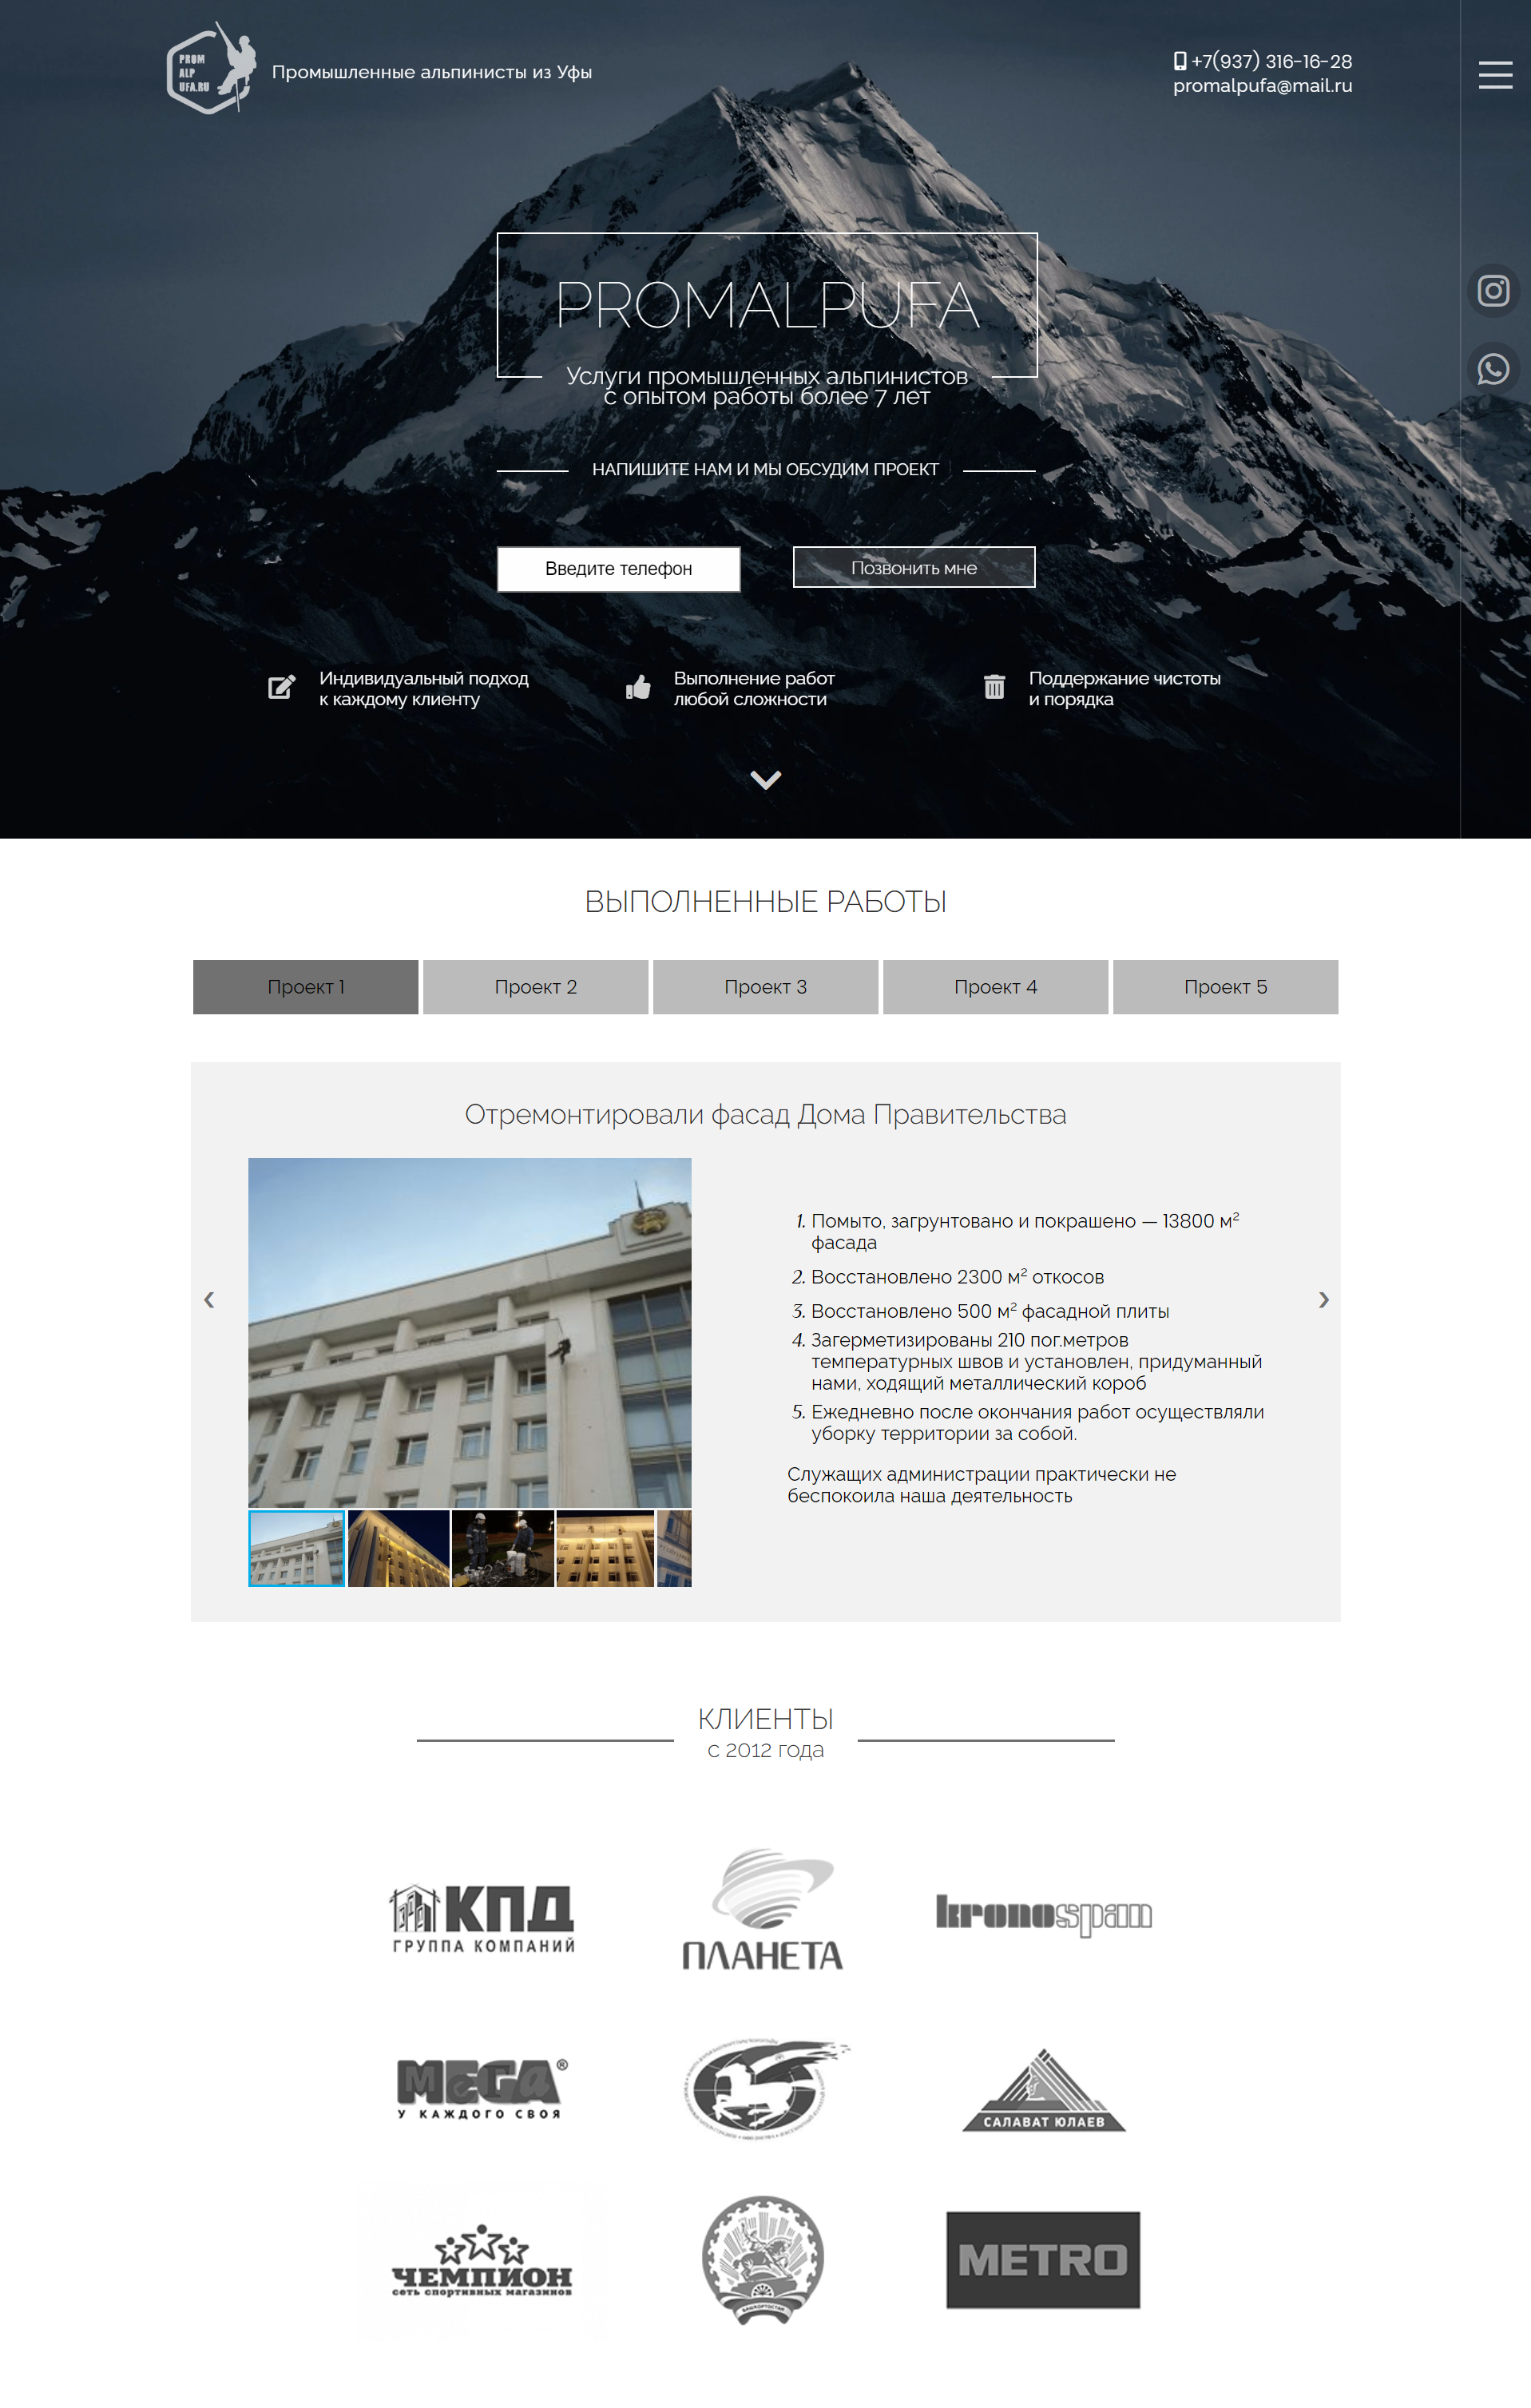 PROM
ALP
UFA.RU
Промышленные альпинисты из Уфы
+7(937) 316-16-28
promalpufa@mail.ru
PROMALPUFA
Услуги промышленных альпинистов
с опытом работы более 7 лет
НАПИШИТЕ НАМ И МЫ ОБСУДИМ ПРОЕКТ
Введите телефон
Позвонить мне
Индивидуальный подход
к каждому клиенту
Выполнение работ
любой сложности
Поддержание чистоты
и порядка
ВЫПОЛНЕННЫЕ РАБОТЫ
Проект 1
Проект 2
Проект 3
Проект 4
Проект 5
Отремонтировали фасад Дома Правительства
1. Помыто, загрунтовано и покрашено — 13800 м²
фасада
2. Восстановлено 2300 м² откосов
3. Восстановлено 500 м² фасадной плиты
4. Загерметизированы 210 пог.метров
температурных швов и установлен, придуманный
нами, ходящий металлический короб
5. Ежедневно после окончания работ осуществляли
уборку территории за собой.
Служащих администрации практически не
беспокоила наша деятельность
КЛИЕНТЫ
с 2012 года
КПД
ГРУППА КОМПАНИЙ
ПЛАНЕТА
kronospan
MEGA®
У КАЖДОГО СВОЯ
САЛАВАТ ЮЛАЕВ
ЧЕМПИОН
сеть спортивных магазинов
БАШКОРТОСТАН
METRO